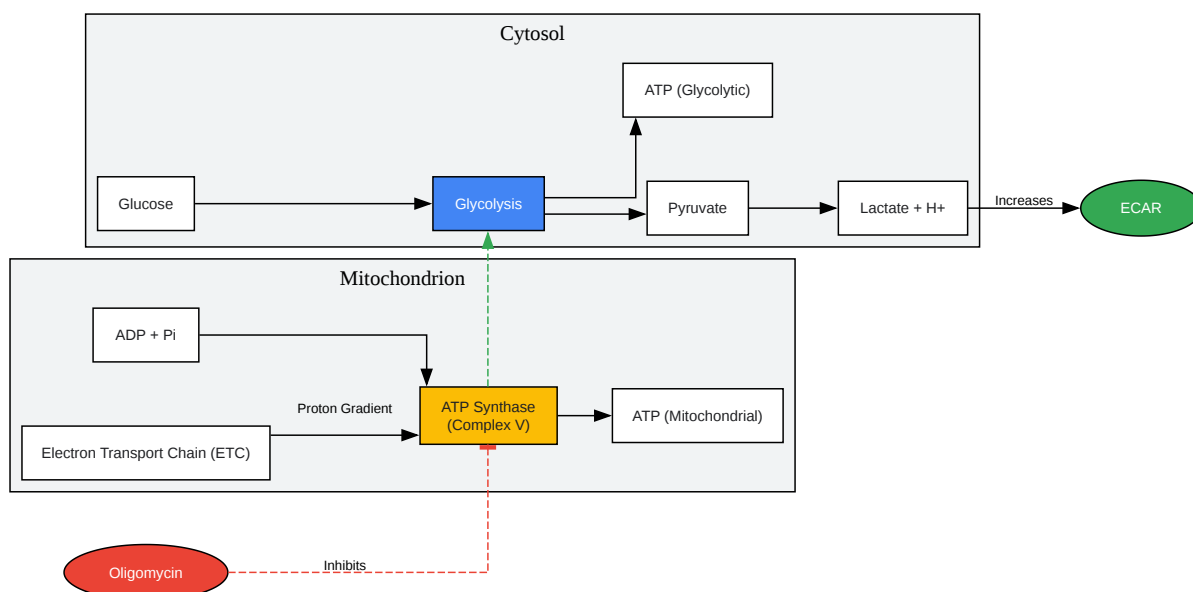 Cytosol
ATP (Glycolytic)
Glucose
Glycolysis
Pyruvate
Lactate + H+
Increases
ECAR
Mitochondrion
ADP + Pi
Proton Gradient
ATP Synthase
(Complex V)
ATP (Mitochondrial)
Electron Transport Chain (ETC)
Inhibits
Oligomycin